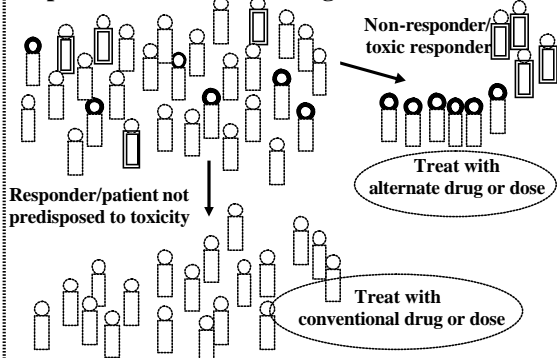 Non-responder/
toxic responder
Treat with
alternate drug or dose
Responder/patient not
predisposed to toxicity
Treat with
conventional drug or dose